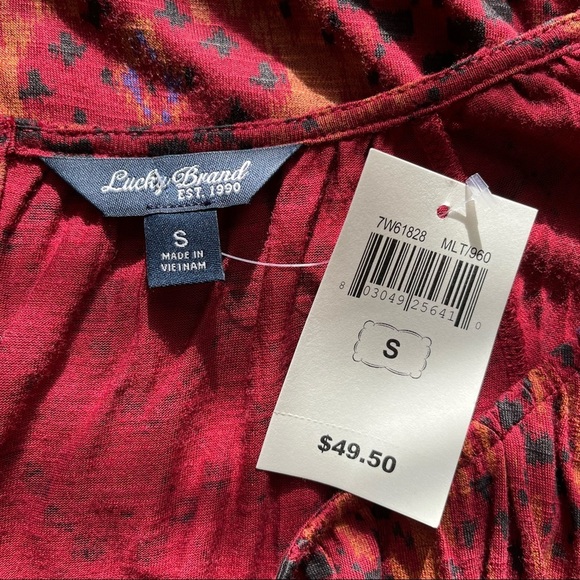 Lucky Brand
EST. 1990
S
MADE IN
VIETNAM
7W61828 MLT/960
8 03049 25641 0
S
$49.50